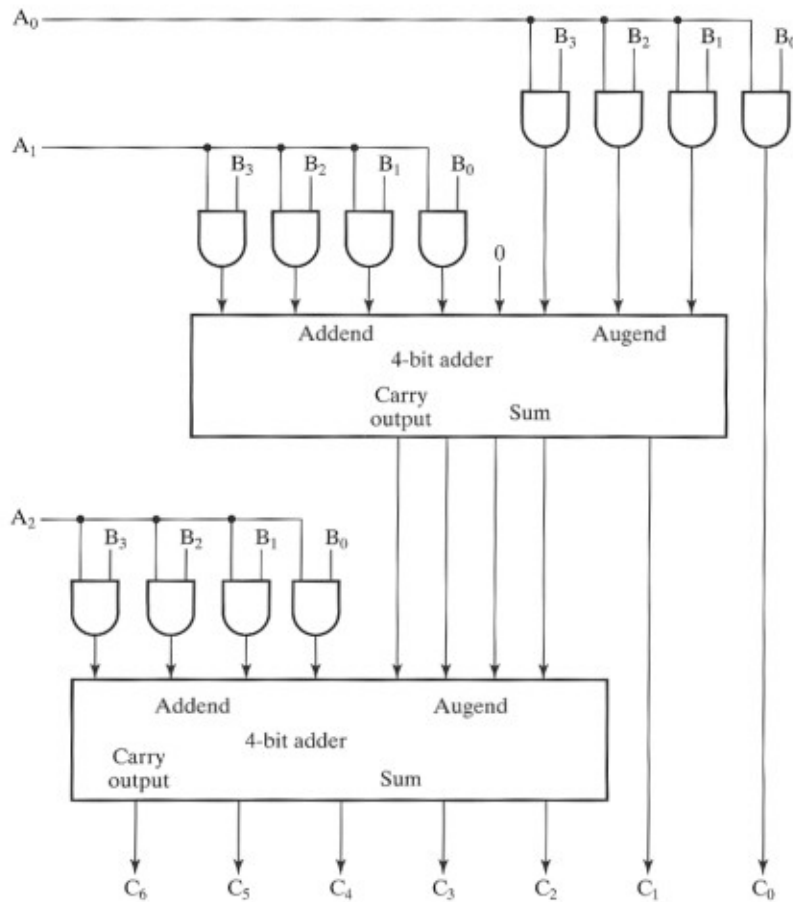 A₀
B₃ B₂ B₁ B₀
A₁
B₃ B₂ B₁ B₀
0
Addend Augend
4-bit adder
Carry
output Sum
A₂
B₃ B₂ B₁ B₀
Addend Augend
4-bit adder
Carry
output Sum
C₆ C₅ C₄ C₃ C₂ C₁ C₀